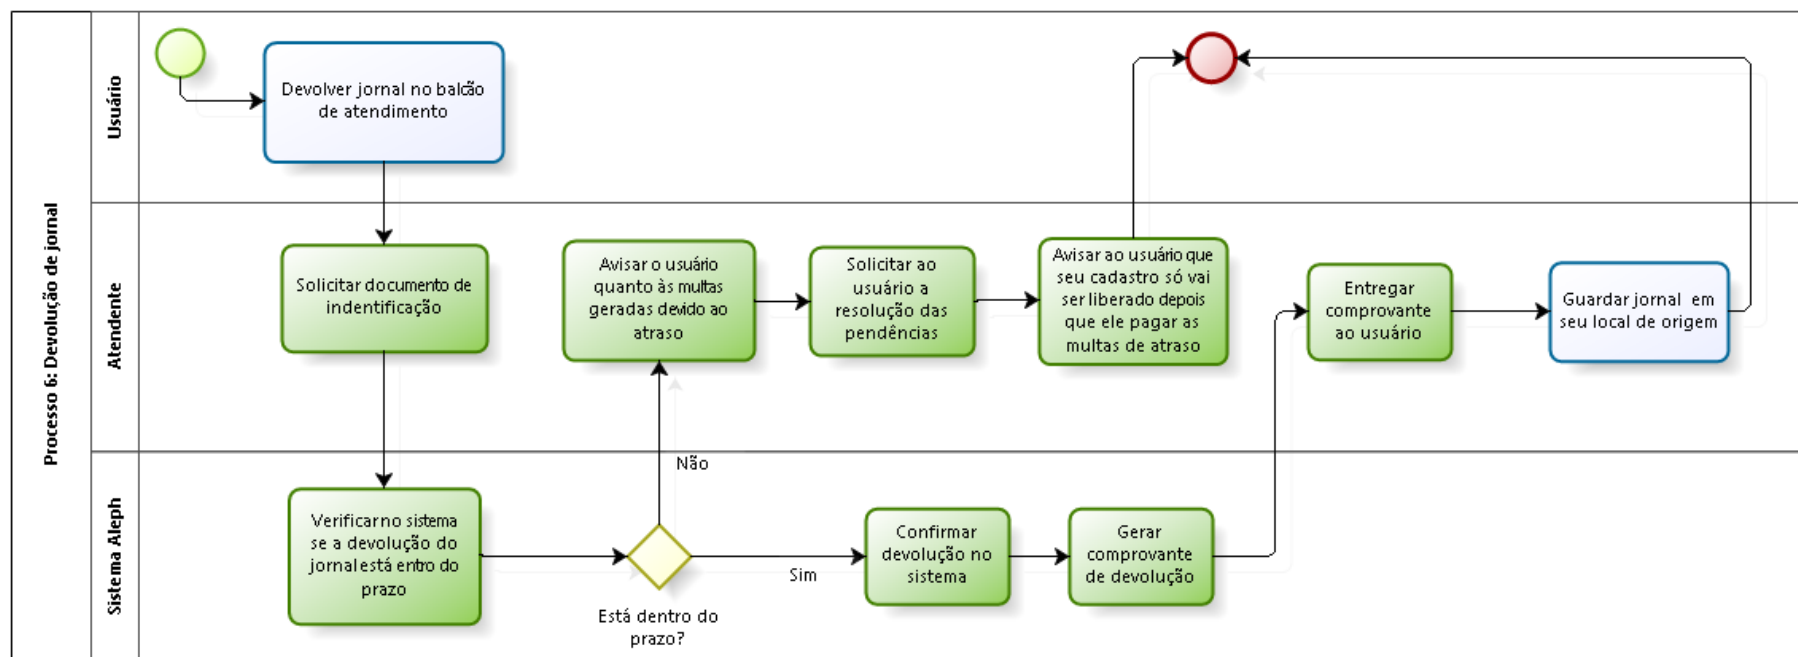 Processo 6: Devolução de jornal
Usuário
Devolver jornal no balcão
de atendimento
Atendente
Solicitar documento de
indentificação
Avisar o usuário
quanto às multas
geradas devido ao
atraso
Solicitar ao
usuário a
resolução das
pendências
Avisar ao usuário que
seu cadastro só vai
ser liberado depois
que ele pagar as
multas de atraso
Entregar
comprovante
ao usuário
Guardar jornal em
seu local de origem
Sistema Aleph
Verificar no sistema
se a devolução do
jornal está entro do
prazo
Não
Está dentro do
prazo?
Sim
Confirmar
devolução no
sistema
Gerar
comprovante
de devolução